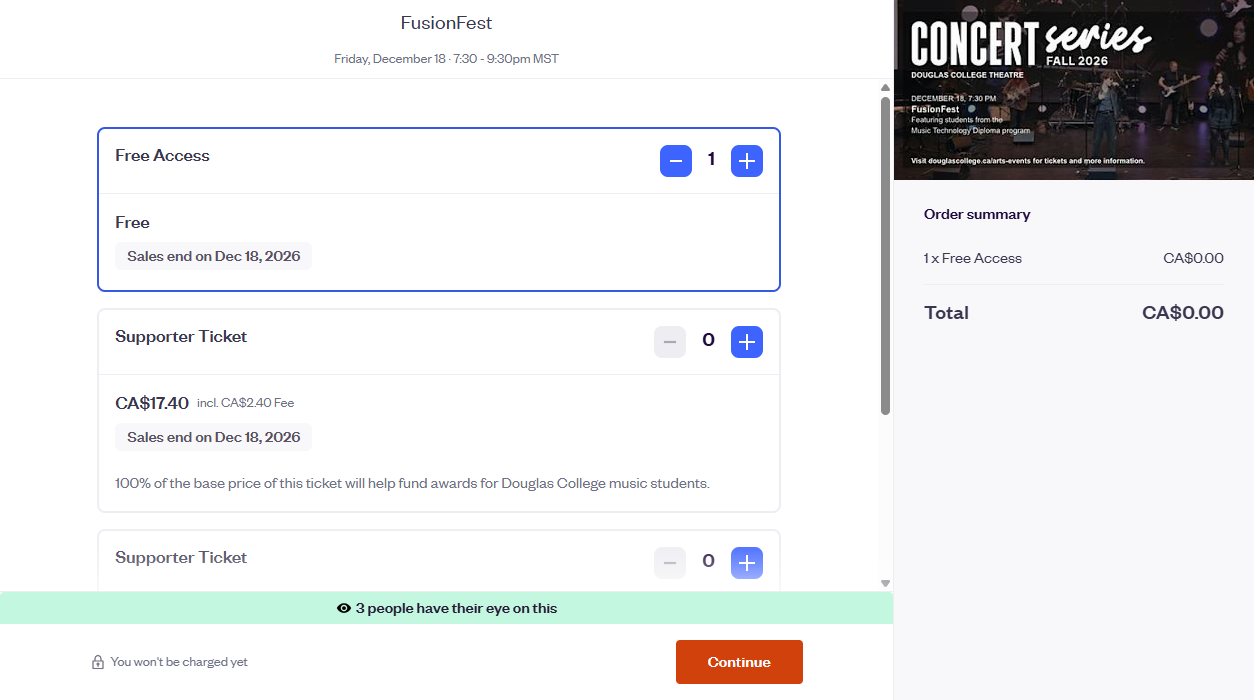 FusionFest
Friday, December 18 · 7:30 - 9:30pm MST
Free Access
1
Free
Sales end on Dec 18, 2026
Supporter Ticket
0
CA$17.40 incl. CA$2.40 Fee
Sales end on Dec 18, 2026
100% of the base price of this ticket will help fund awards for Douglas College music students.
Supporter Ticket
0
3 people have their eye on this
You won't be charged yet
Continue
CONCERT series
FALL 2026
DOUGLAS COLLEGE THEATRE
DECEMBER 18, 7:30 PM
FusionFest
Featuring students from the
Music Technology Diploma program
Visit douglascollege.ca/arts-events for tickets and more information.
Order summary
1 x Free Access CA$0.00
Total CA$0.00